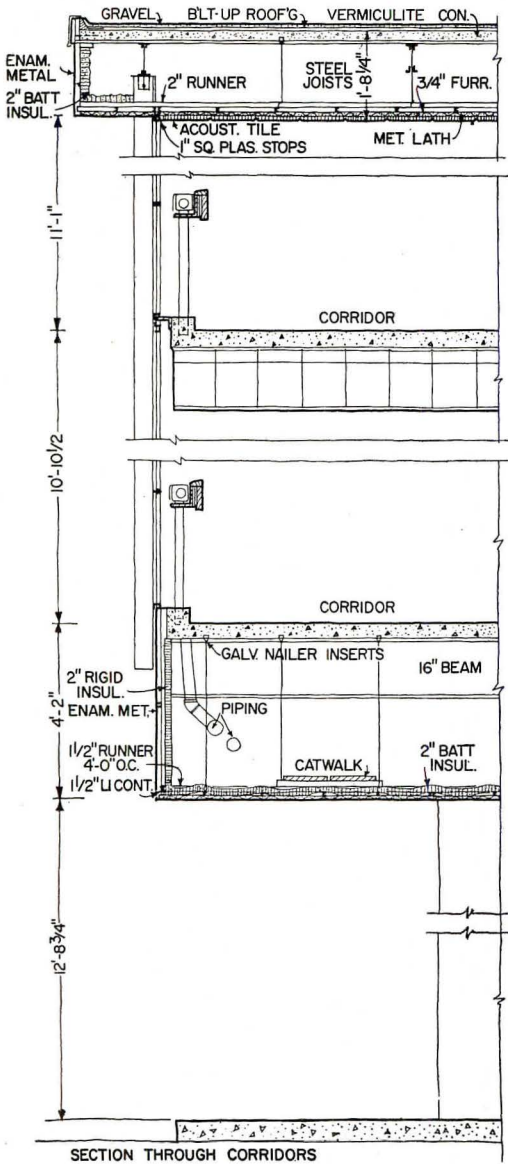 GRAVEL B'LT-UP ROOF'G VERMICULITE CON.
ENAM.
METAL
2" BATT
INSUL.
2" RUNNER
STEEL
JOISTS
1'-8 1/4"
3/4" FURR.
ACOUST. TILE
1" SQ. PLAS. STOPS
MET. LATH
11'-1"
CORRIDOR
10'-10 1/2
CORRIDOR
GALV. NAILER INSERTS
16" BEAM
2" RIGID
INSUL.
ENAM. MET.
4'-2"
PIPING
1 1/2" RUNNER
4'-0" O.C.
1 1/2" LI CONT.
CATWALK
2" BATT
INSUL.
12'-8 3/4"
SECTION THROUGH CORRIDORS